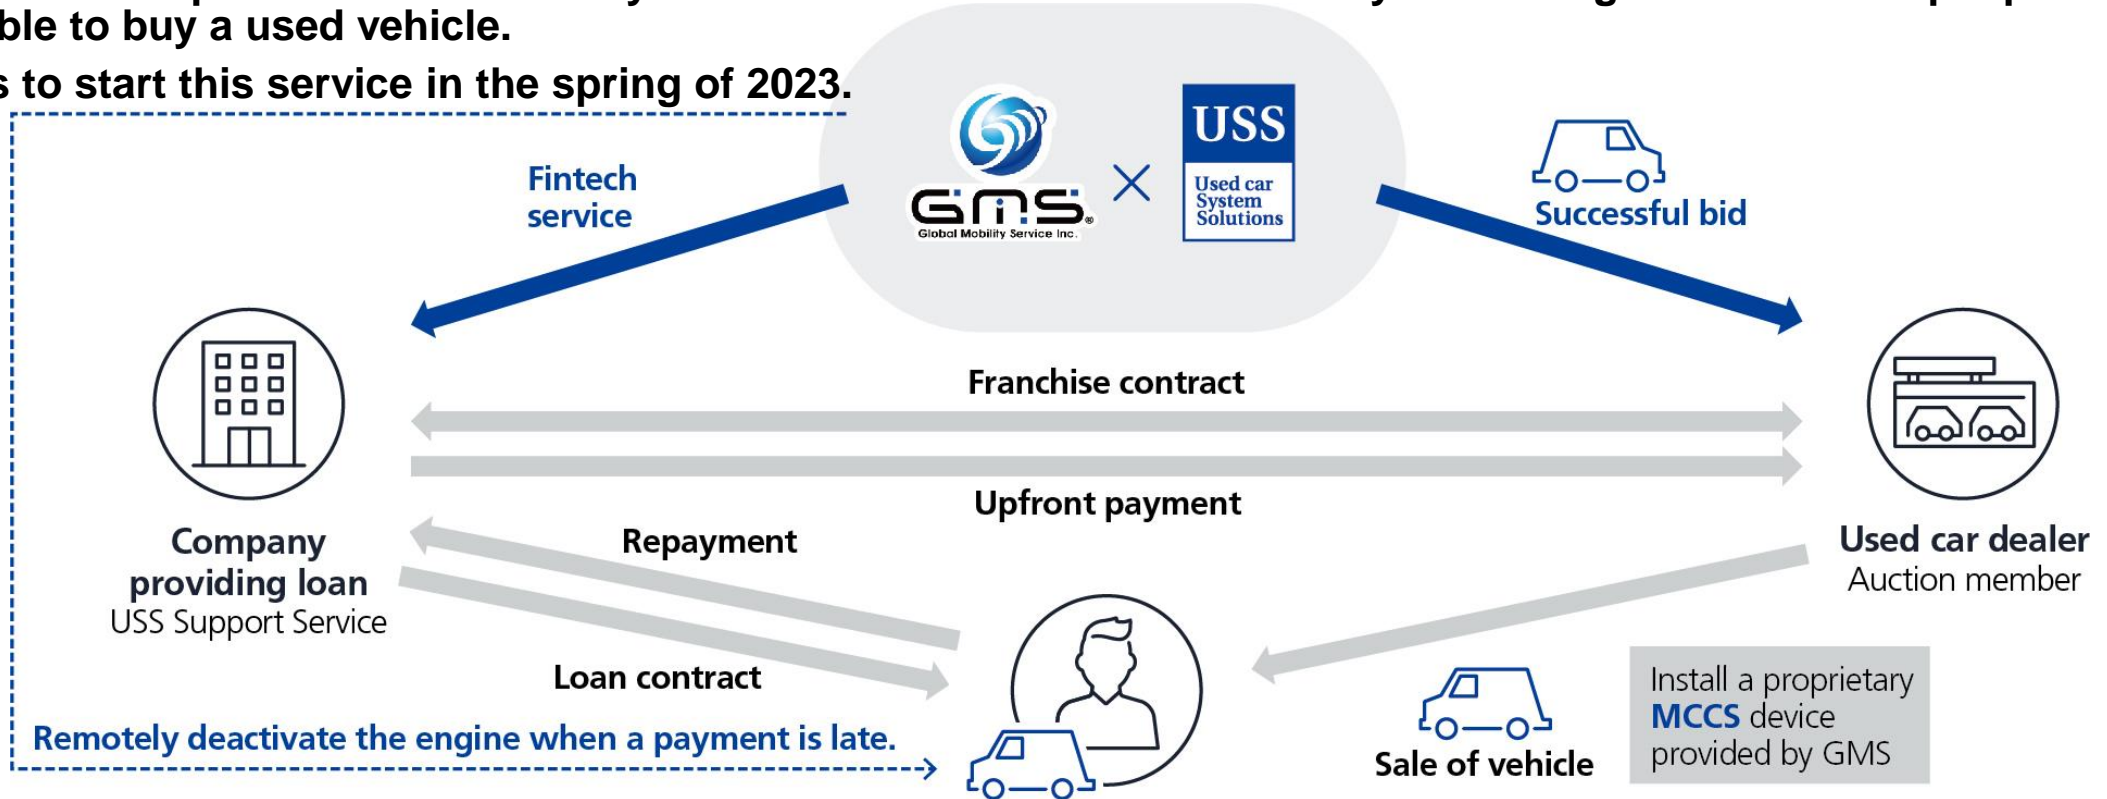 ble to buy a used vehicle.
s to start this service in the spring of 2023.
GMS®
Global Mobility Service Inc.
×
USS
Used car
System
Solutions
Fintech
service
Successful bid
Franchise contract
Upfront payment
Company
providing loan
USS Support Service
Used car dealer
Auction member
Repayment
Loan contract
Remotely deactivate the engine when a payment is late.
Sale of vehicle
Install a proprietary
MCCS device
provided by GMS